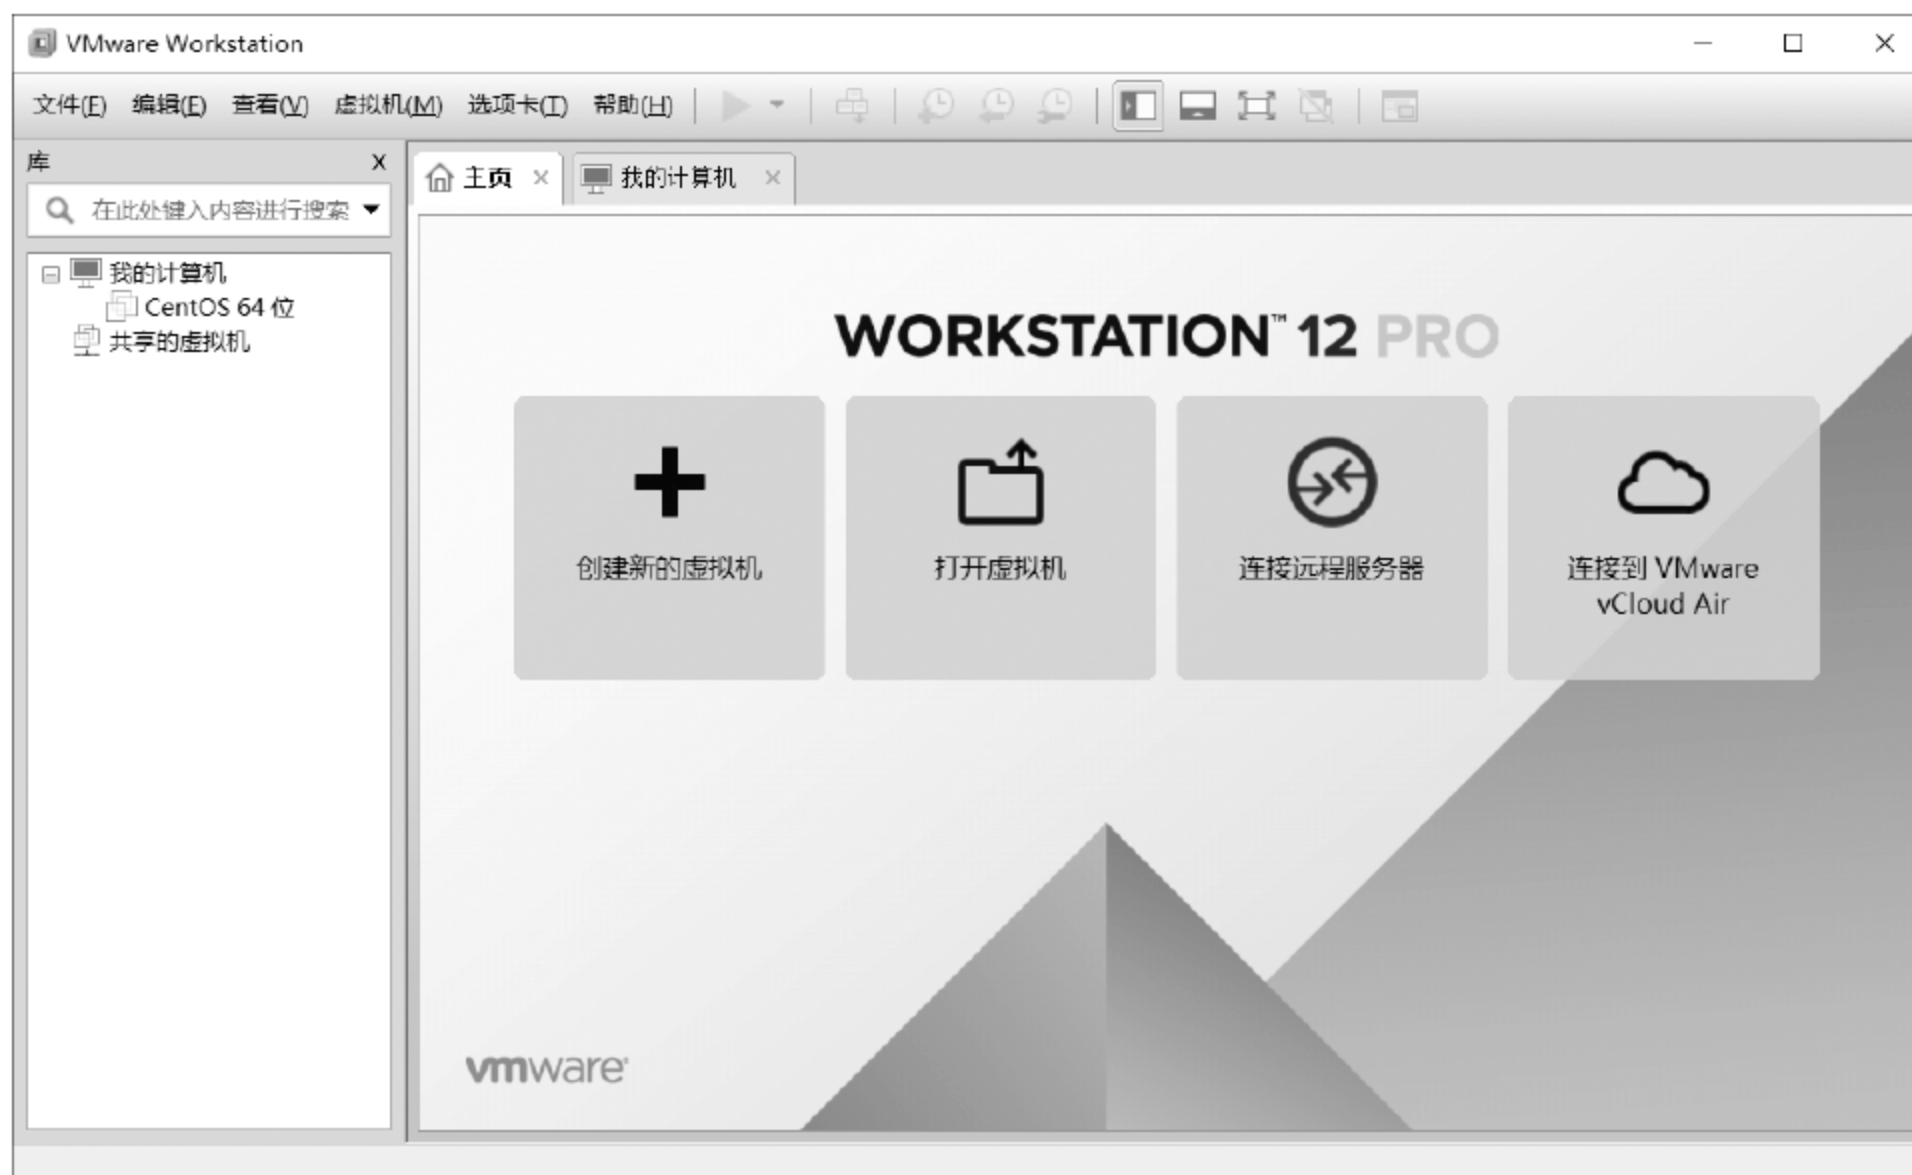 VMware Workstation
文件(F) 编辑(E) 查看(V) 虚拟机(M) 选项卡(T) 帮助(H)
库 X
主页 我的计算机
在此处键入内容进行搜索
我的计算机
CentOS 64 位
共享的虚拟机
WORKSTATION™ 12 PRO
创建新的虚拟机
打开虚拟机
连接远程服务器
连接到 VMware
vCloud Air
vmware